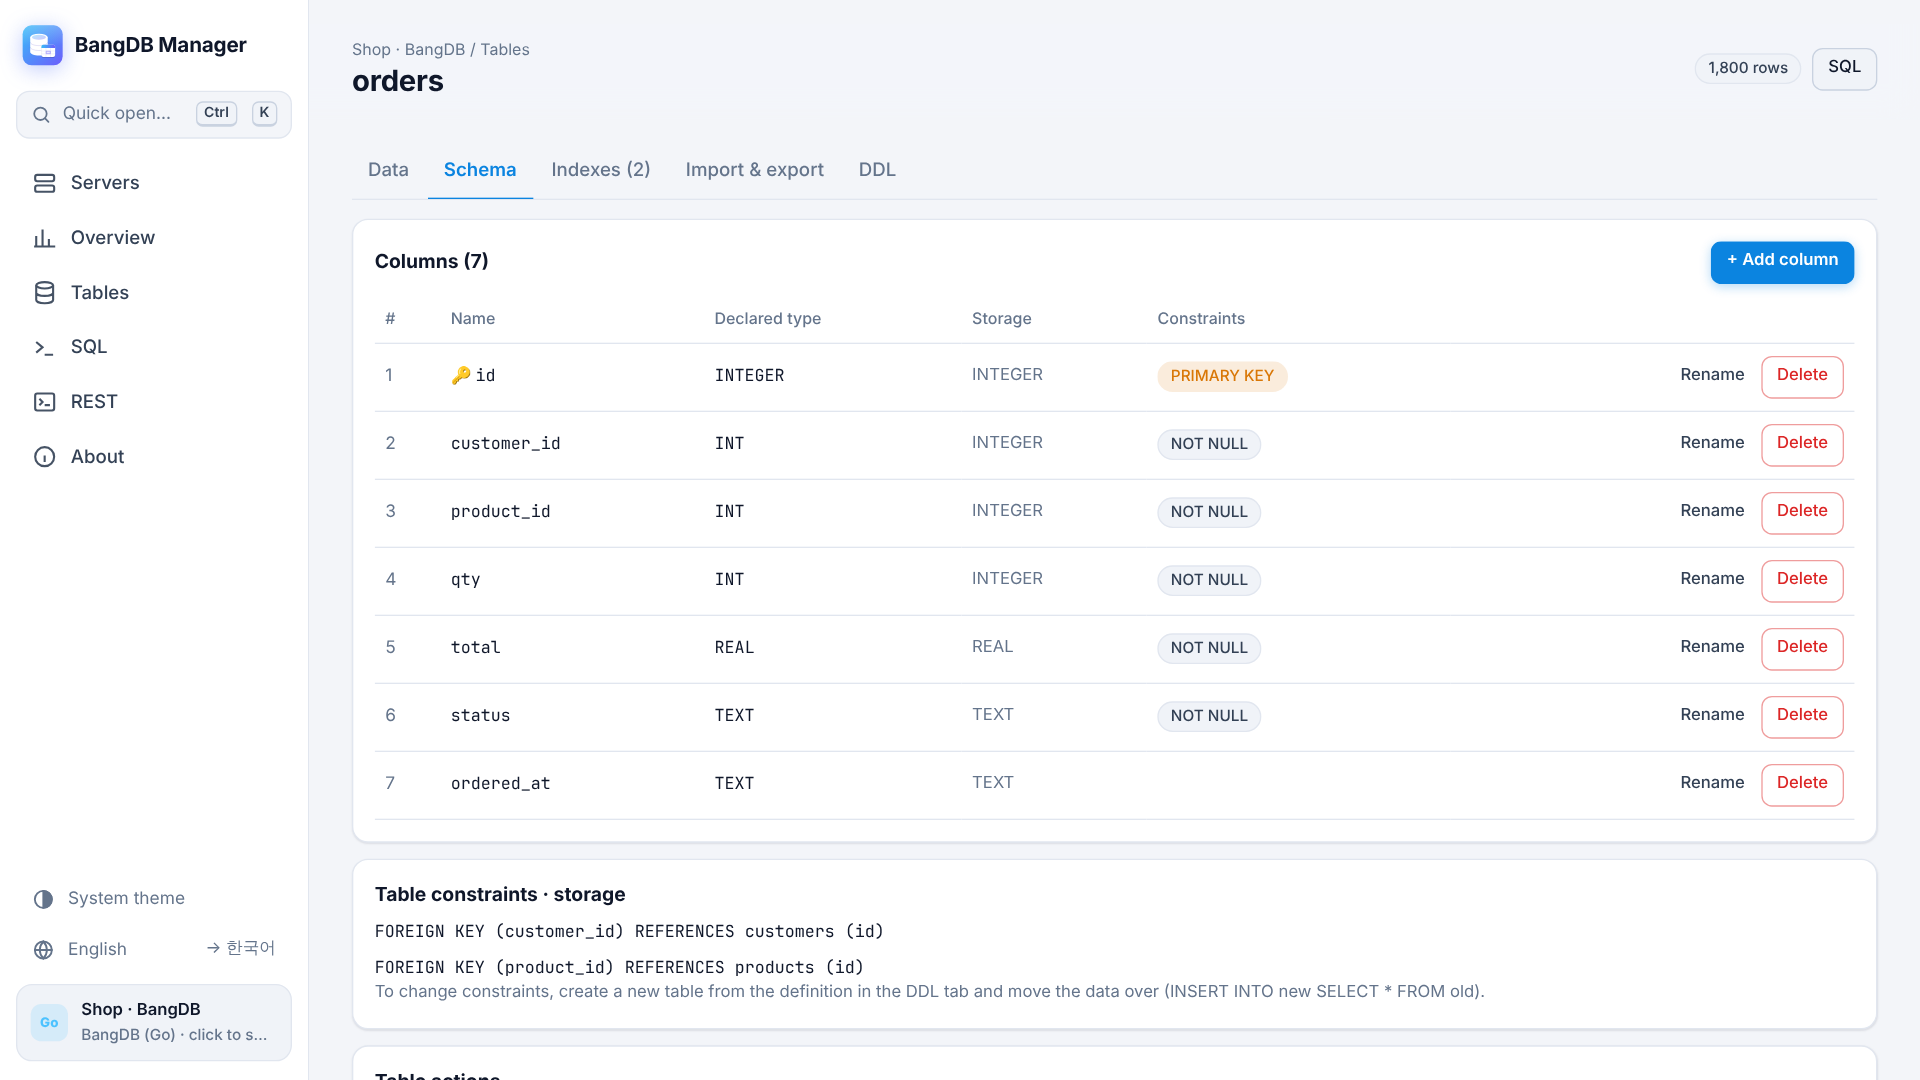 BangDB Manager
Quick open... Ctrl K
Servers
Overview
Tables
SQL
REST
About
System theme
English → 한국어
Go
Shop · BangDB
BangDB (Go) · click to s...
Shop · BangDB / Tables
orders
1,800 rows
SQL
Data Schema Indexes (2) Import & export DDL
Columns (7)
+ Add column
# Name Declared type Storage Constraints
1 🔑 id INTEGER INTEGER PRIMARY KEY Rename Delete
2 customer_id INT INTEGER NOT NULL Rename Delete
3 product_id INT INTEGER NOT NULL Rename Delete
4 qty INT INTEGER NOT NULL Rename Delete
5 total REAL REAL NOT NULL Rename Delete
6 status TEXT TEXT NOT NULL Rename Delete
7 ordered_at TEXT TEXT Rename Delete
Table constraints · storage
FOREIGN KEY (customer_id) REFERENCES customers (id)
FOREIGN KEY (product_id) REFERENCES products (id)
To change constraints, create a new table from the definition in the DDL tab and move the data over (INSERT INTO new SELECT * FROM old).
Table actions